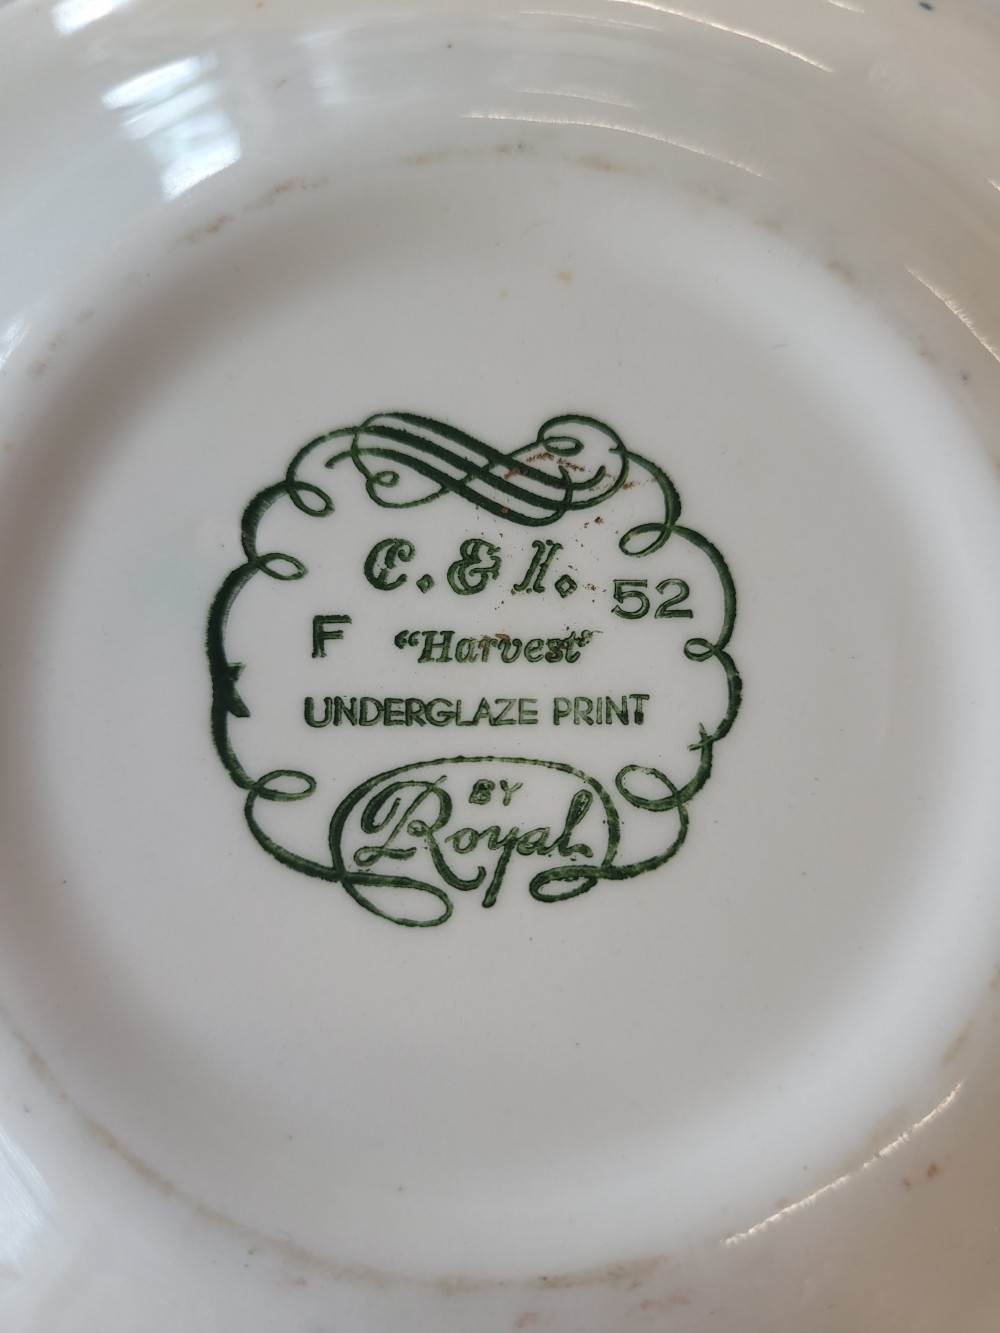 C. & I.
F "Harvest" 52
UNDERGLAZE PRINT
BY
Royal